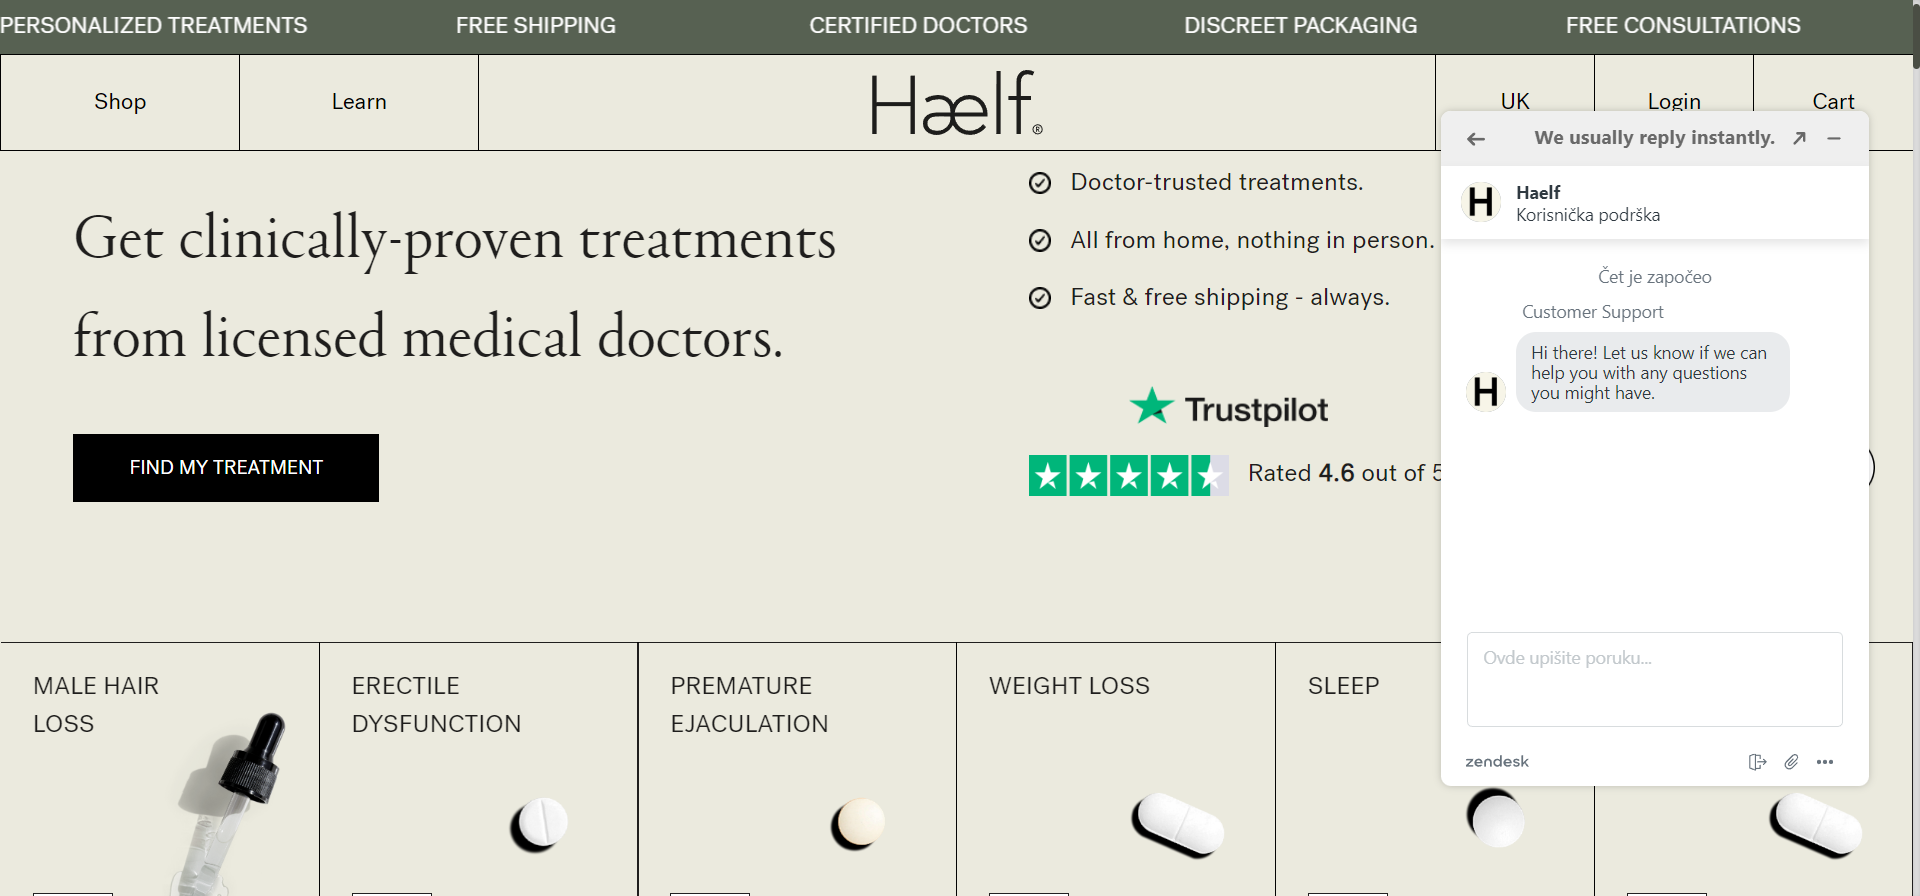 PERSONALIZED TREATMENTS
FREE SHIPPING
CERTIFIED DOCTORS
DISCREET PACKAGING
FREE CONSULTATIONS
Shop
Learn
Hælf®
UK
Login
Cart
Get clinically-proven treatments
from licensed medical doctors.
FIND MY TREATMENT
Doctor-trusted treatments.
All from home, nothing in person.
Fast & free shipping - always.
Trustpilot
Rated 4.6 out of 5
We usually reply instantly.
H
Haelf
Korisnička podrška
Čet je započeo
Customer Support
H
Hi there! Let us know if we can
help you with any questions
you might have.
Ovde upišite poruku...
zendesk
MALE HAIR
LOSS
ERECTILE
DYSFUNCTION
PREMATURE
EJACULATION
WEIGHT LOSS
SLEEP